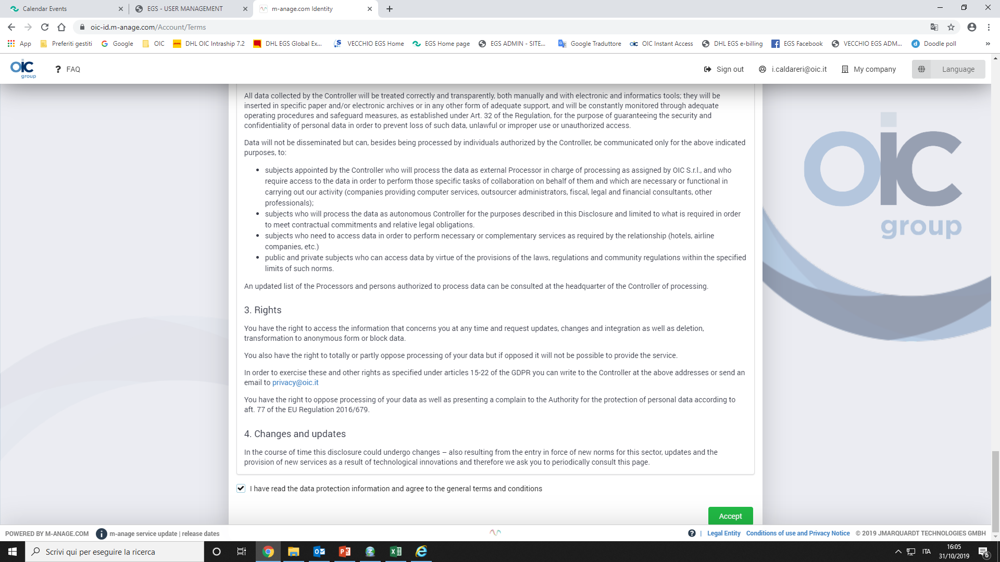 Calendar Events
EGS - USER MANAGEMENT
m-anage.com Identity
oic-id.m-anage.com/Account/Terms
App
Preferiti gestiti
Google
OIC
DHL OIC Intraship 7.2
DHL EGS Global Ex...
VECCHIO EGS Home
EGS Home page
EGS ADMIN - SITE...
Google Traduttore
OIC Instant Access
DHL EGS e-billing
EGS Facebook
VECCHIO EGS ADM...
Doodle poll
»
oic
group
? FAQ
Sign out
i.caldareri@oic.it
My company
Language
All data collected by the Controller will be treated correctly and transparently, both manually and with electronic and informatics tools; they will be
inserted in specific paper and/or electronic archives or in any other form of adequate support, and will be constantly monitored through adequate
operating procedures and safeguard measures, as established under Art. 32 of the Regulation, for the purpose of guaranteeing the security and
confidentiality of personal data in order to prevent loss of such data, unlawful or improper use or unauthorized access.
Data will not be disseminated but can, besides being processed by individuals authorized by the Controller, be communicated only for the above indicated
purposes, to:
• subjects appointed by the Controller who will process the data as external Processor in charge of processing as assigned by OIC S.r.l., and who
require access to the data in order to perform those specific tasks of collaboration on behalf of them and which are necessary or functional in
carrying out our activity (companies providing computer services, outsourcer administrators, fiscal, legal and financial consultants, other
professionals);
• subjects who will process the data as autonomous Controller for the purposes described in this Disclosure and limited to what is required in order
to meet contractual commitments and relative legal obligations.
• subjects who need to access data in order to perform necessary or complementary services as required by the relationship (hotels, airline
companies, etc.)
• public and private subjects who can access data by virtue of the provisions of the laws, regulations and community regulations within the specified
limits of such norms.
An updated list of the Processors and persons authorized to process data can be consulted at the headquarter of the Controller of processing.
3. Rights
You have the right to access the information that concerns you at any time and request updates, changes and integration as well as deletion,
transformation to anonymous form or block data.
You also have the right to totally or partly oppose processing of your data but if opposed it will not be possible to provide the service.
In order to exercise these and other rights as specified under articles 15-22 of the GDPR you can write to the Controller at the above addresses or send an
email to privacy@oic.it
You have the right to oppose processing of your data as well as presenting a complain to the Authority for the protection of personal data according to
aft. 77 of the EU Regulation 2016/679.
4. Changes and updates
In the course of time this disclosure could undergo changes – also resulting from the entry in force of new norms for this sector, updates and the
provision of new services as a result of technological innovations and therefore we ask you to periodically consult this page.
I have read the data protection information and agree to the general terms and conditions
Accept
oic
group
POWERED BY M-ANAGE.COM
m-anage service update | release dates
| Legal Entity
Conditions of use and Privacy Notice
© 2019 JMARQUARDT TECHNOLOGIES GMBH
Scrivi qui per eseguire la ricerca
ITA
16:05
31/10/2019
6